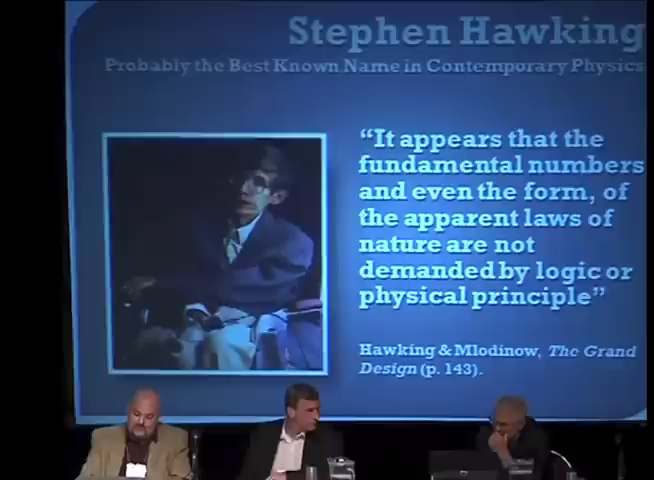 Stephen Hawking
Probably the Best Known Name in Contemporary Physics
“It appears that the
fundamental numbers
and even the form, of
the apparent laws of
nature are not
demanded by logic or
physical principle”
Hawking & Mlodinow, The Grand
Design (p. 143).